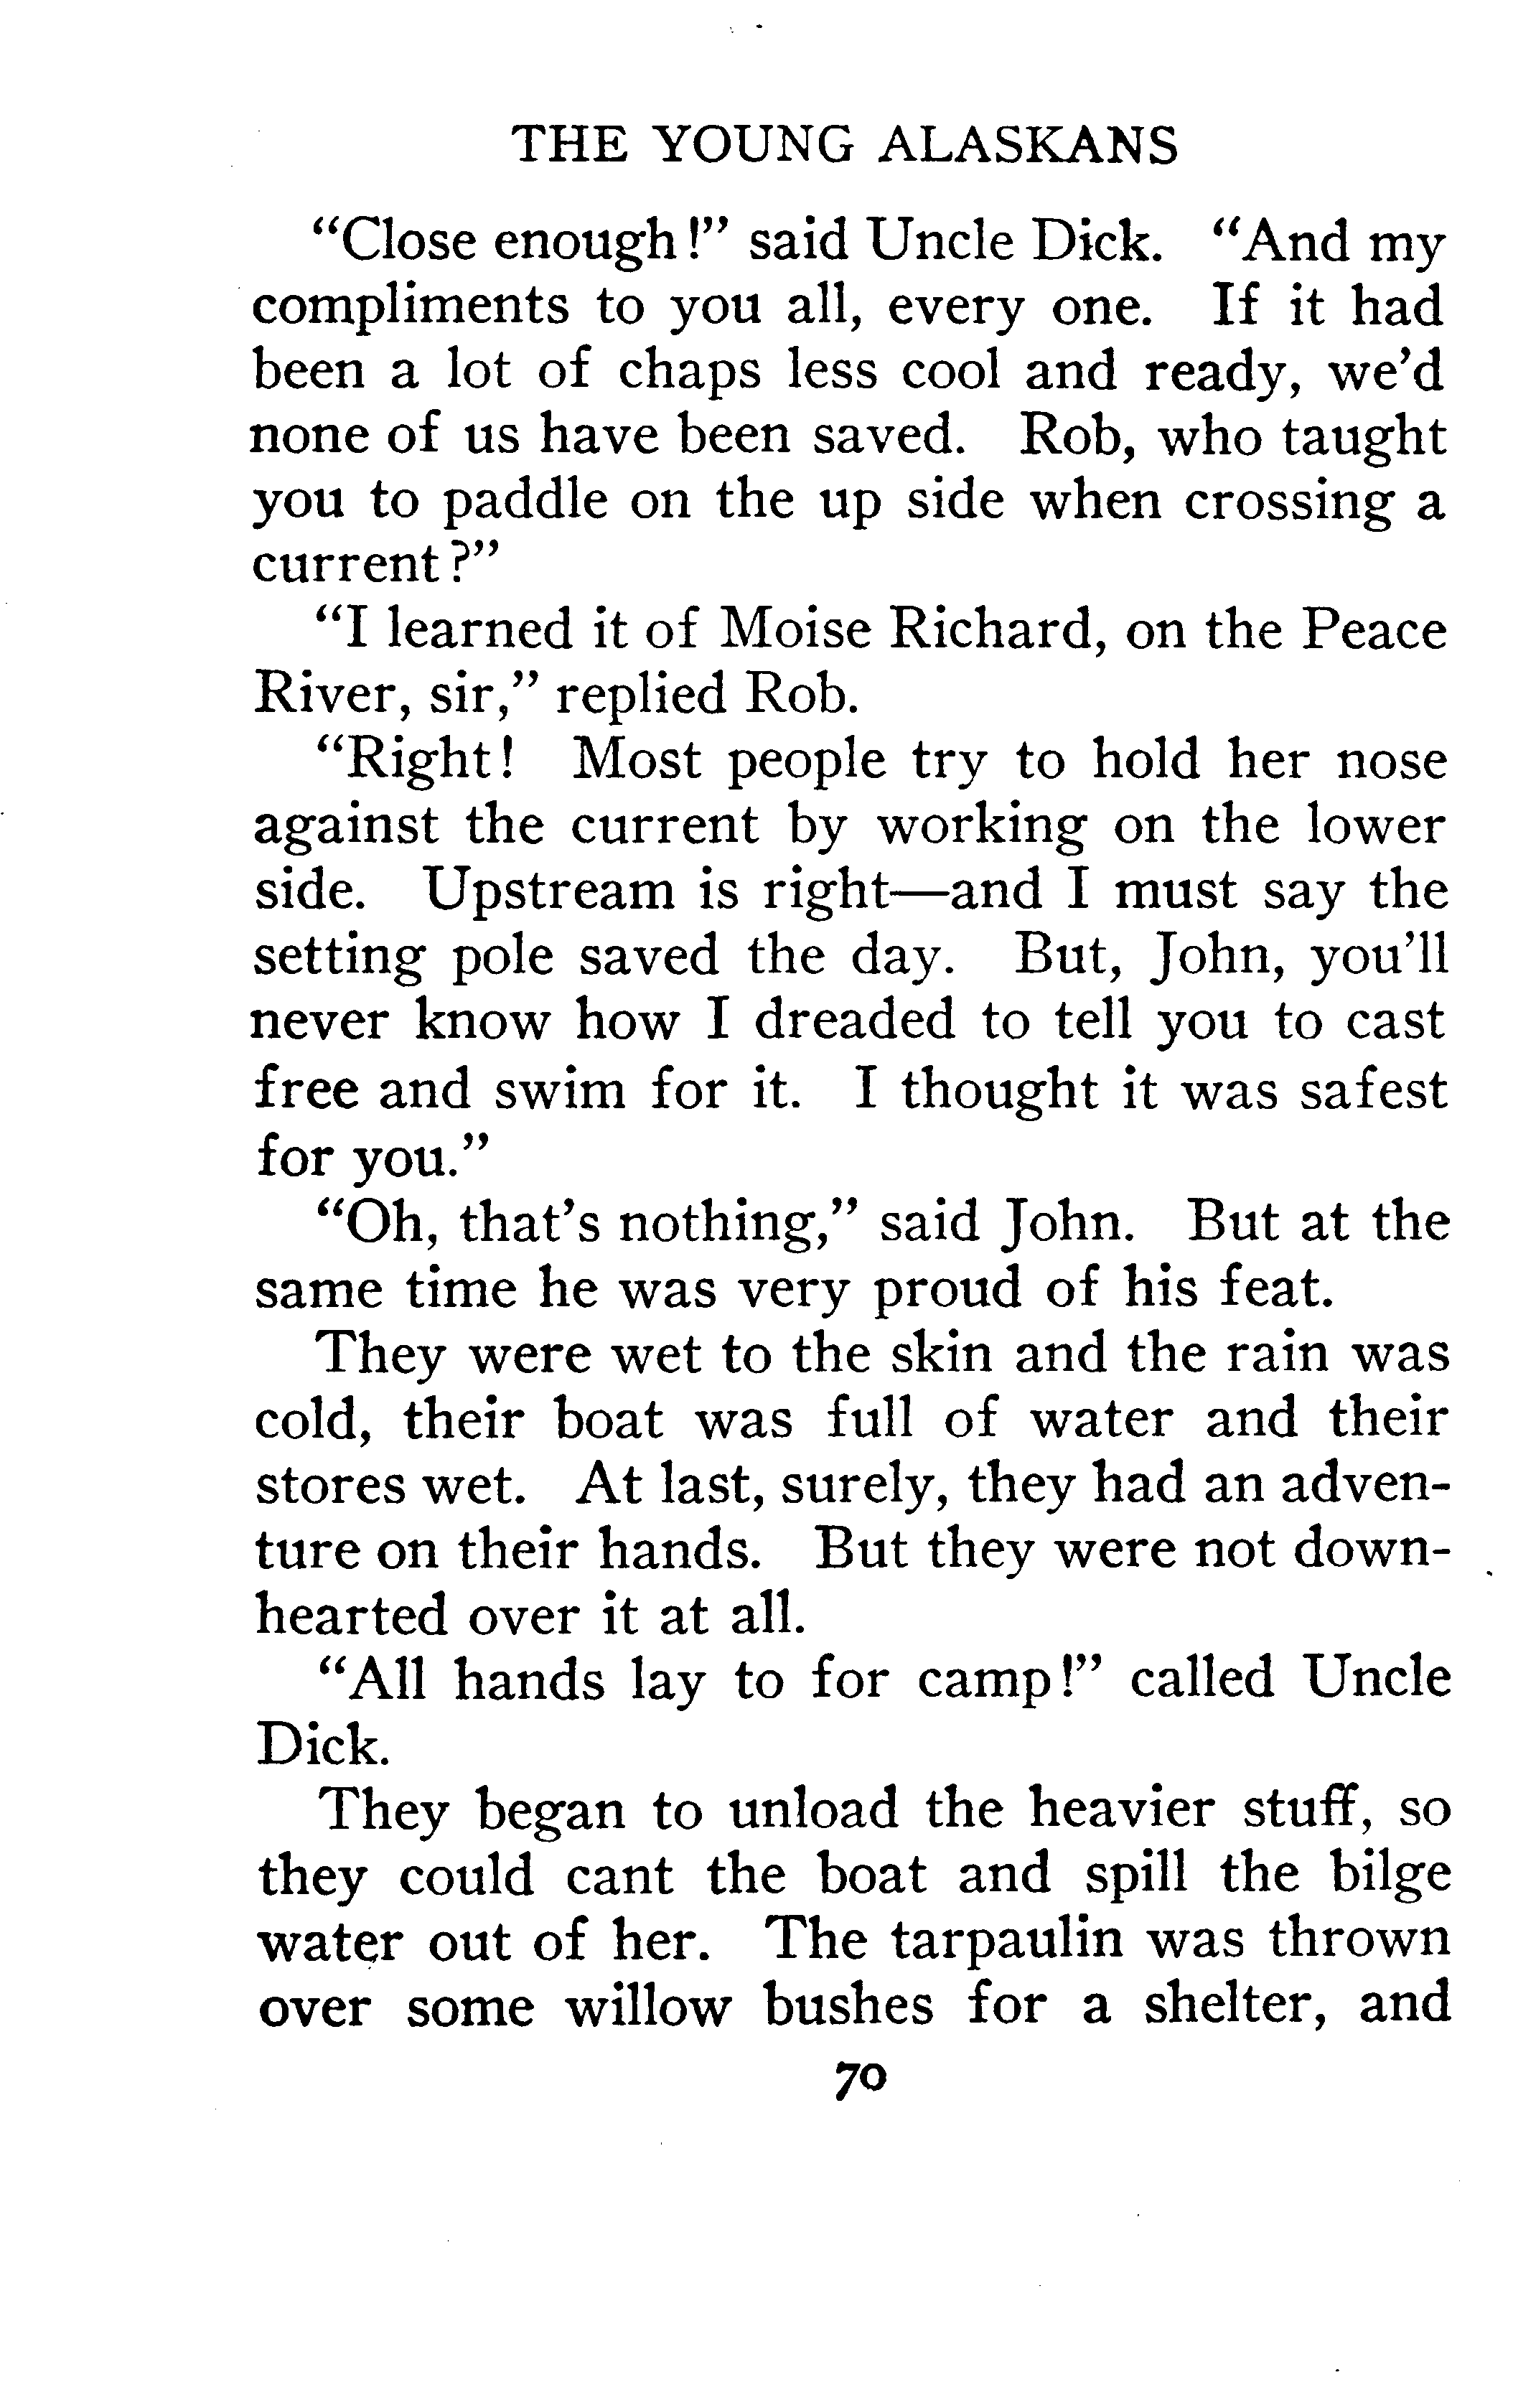 THE YOUNG ALASKANS
“Close enough!” said Uncle Dick. “And my
compliments to you all, every one. If it had
been a lot of chaps less cool and ready, we’d
none of us have been saved. Rob, who taught
you to paddle on the up side when crossing a
current?”
“I learned it of Moise Richard, on the Peace
River, sir,” replied Rob.
“Right! Most people try to hold her nose
against the current by working on the lower
side. Upstream is right—and I must say the
setting pole saved the day. But, John, you’ll
never know how I dreaded to tell you to cast
free and swim for it. I thought it was safest
for you.”
“Oh, that’s nothing,” said John. But at the
same time he was very proud of his feat.
They were wet to the skin and the rain was
cold, their boat was full of water and their
stores wet. At last, surely, they had an adven-
ture on their hands. But they were not down-
hearted over it at all.
“All hands lay to for camp!” called Uncle
Dick.
They began to unload the heavier stuff, so
they could cant the boat and spill the bilge
water out of her. The tarpaulin was thrown
over some willow bushes for a shelter, and
70